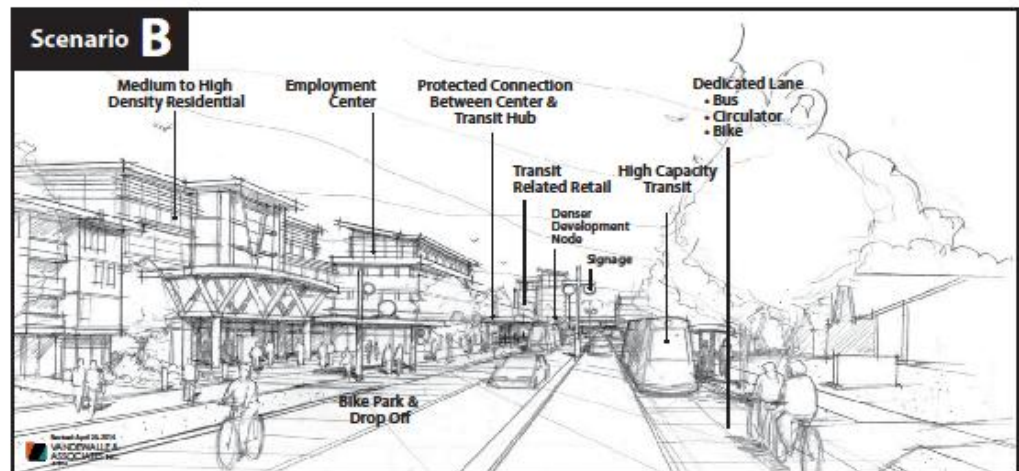 Scenario B
Medium to High
Density Residential
Employment
Center
Protected Connection
Between Center &
Transit Hub
Dedicated Lane
• Bus
• Circulator
• Bike
Transit
Related Retail
High Capacity
Transit
Denser
Development
Node
Signage
Bike Park &
Drop Off
VANDEWALLE &
ASSOCIATES INC.